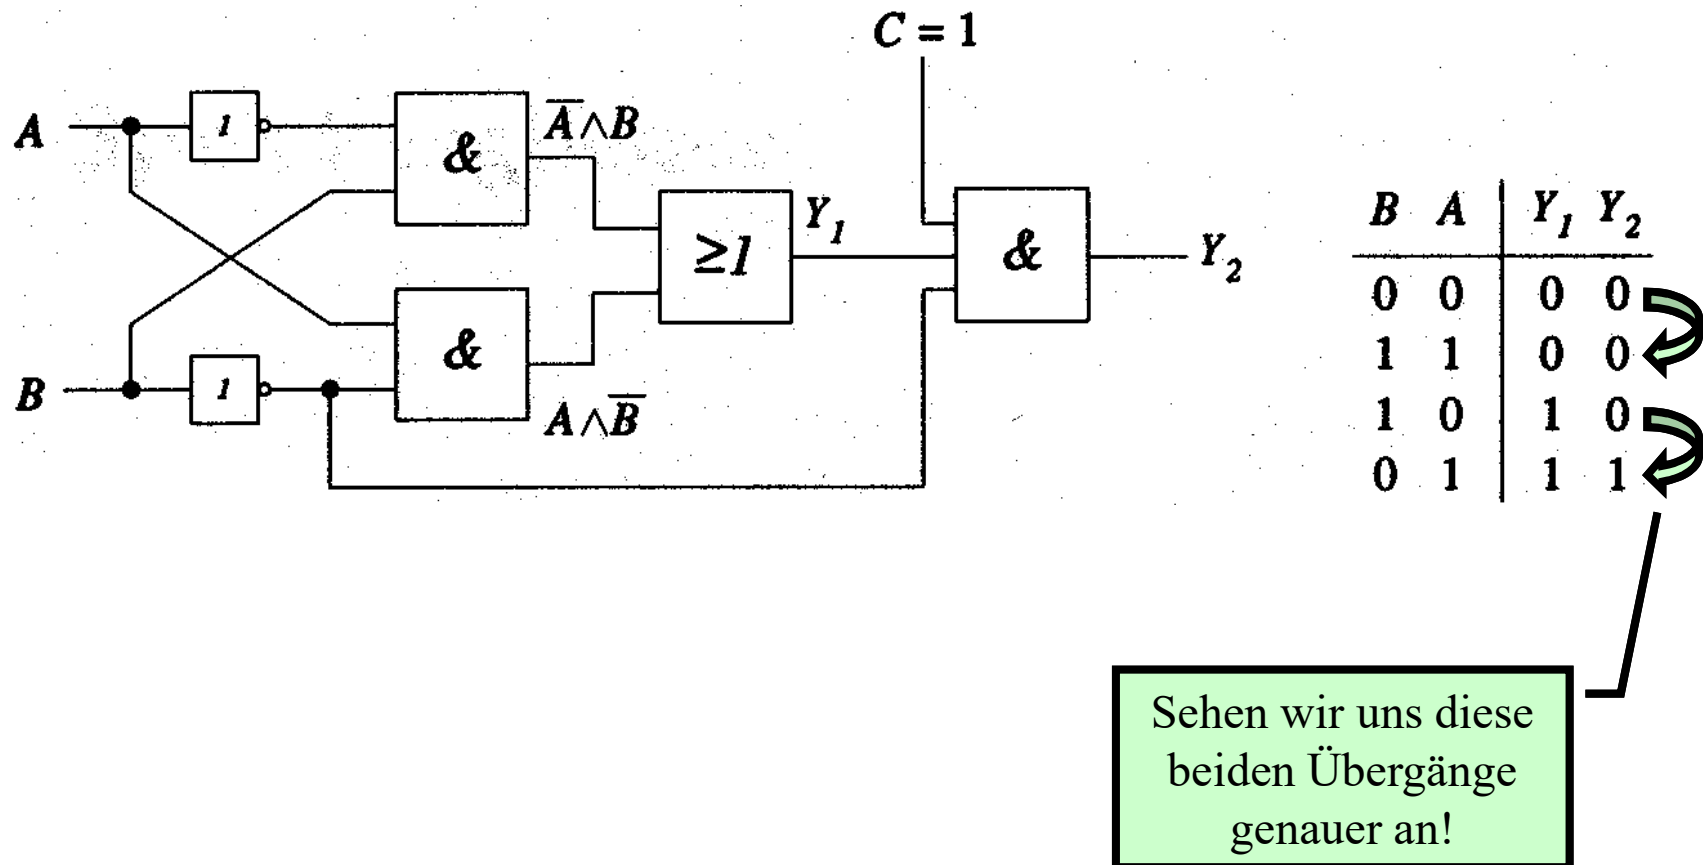 C = 1
A
1
&
A̅ ∧ B
≥1
Y₁
&
Y₂
B
1
&
A ∧ B̅
B A Y₁ Y₂
0 0 0 0
1 1 0 0
1 0 1 0
0 1 1 1
Sehen wir uns diese
beiden Übergänge
genauer an!